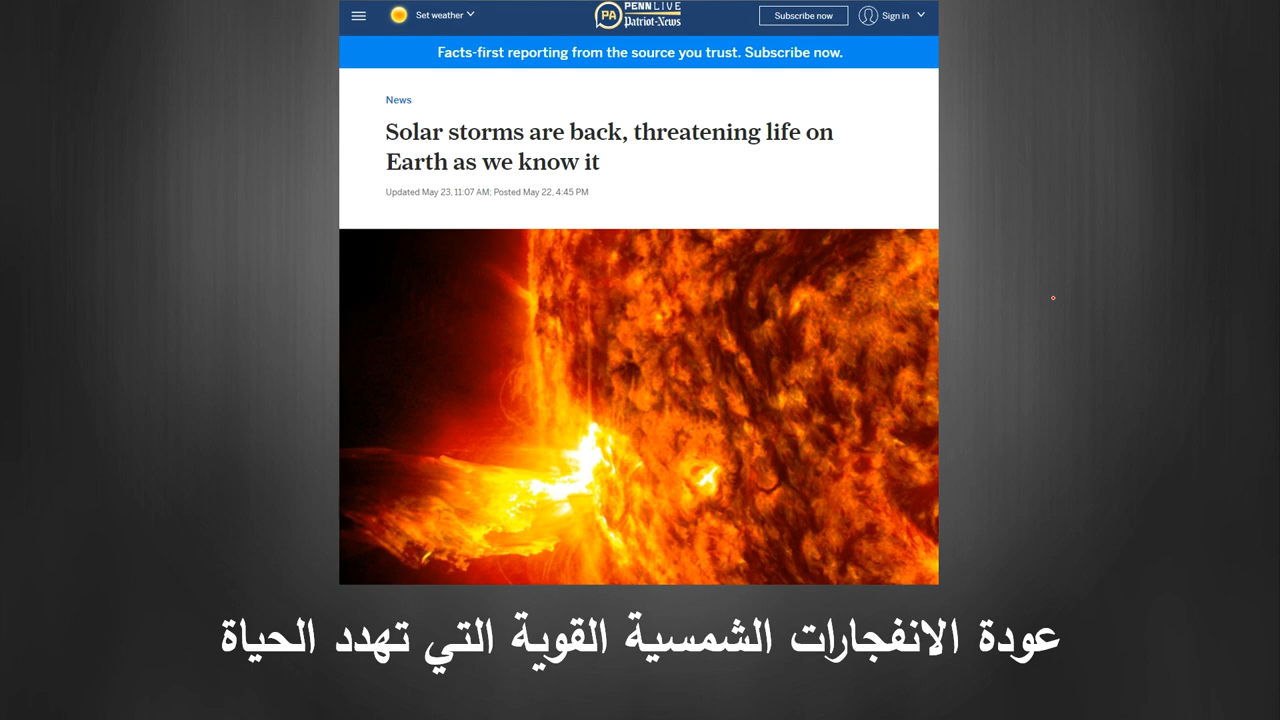 Set weather
PA PENNLIVE
Patriot-News
Subscribe now
Sign in
Facts-first reporting from the source you trust. Subscribe now.
News
Solar storms are back, threatening life on
Earth as we know it
Updated May 23, 11:07 AM; Posted May 22, 4:45 PM
عودة الانفجارات الشمسية القوية التي تهدد الحياة